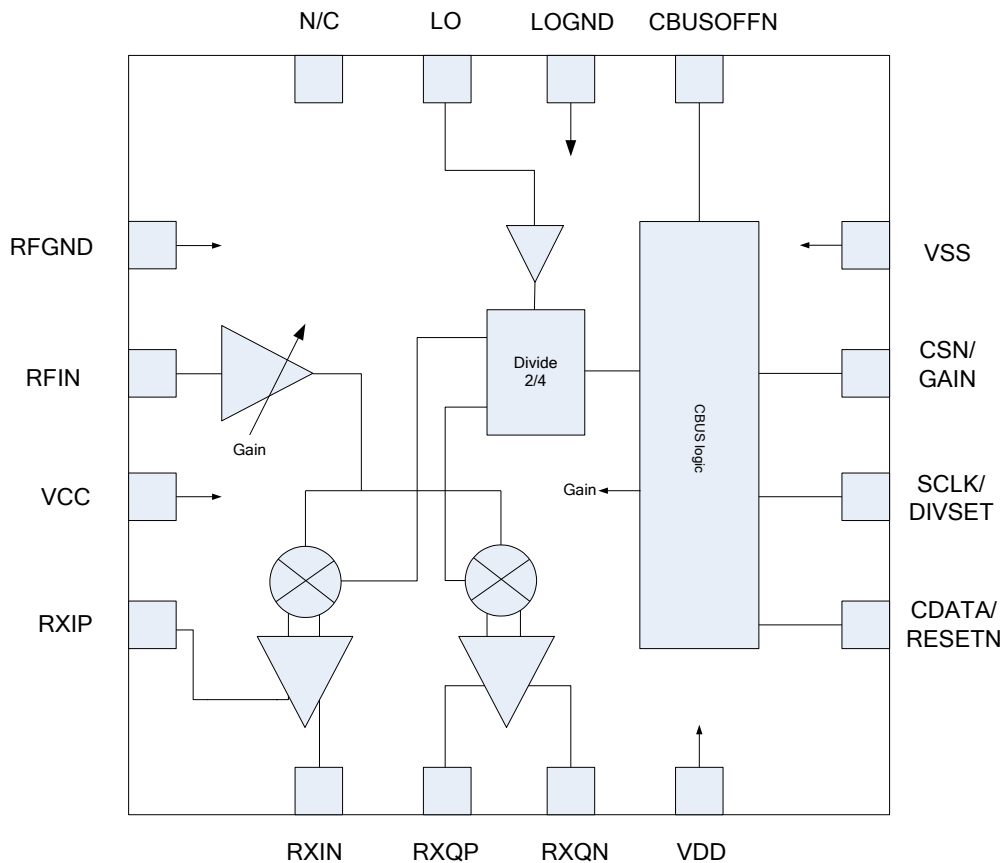 N/C
LO
LOGND
CBUSOFFN
RFGND
VSS
RFIN
CSN/
GAIN
Divide
2/4
Gain
CBUS logic
Gain
VCC
SCLK/
DIVSET
RXIP
CDATA/
RESETN
RXIN
RXQP
RXQN
VDD